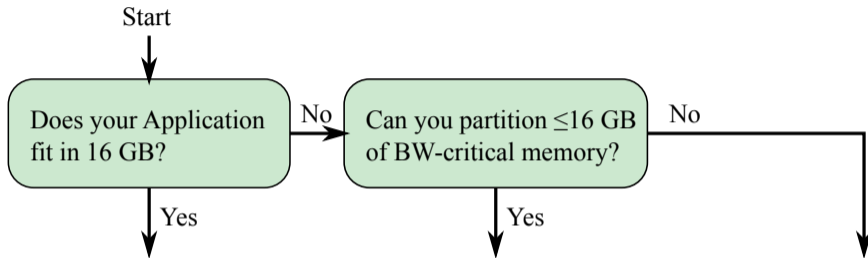 Start
Does your Application
fit in 16 GB?
No
Can you partition ≤16 GB
of BW-critical memory?
No
Yes
Yes